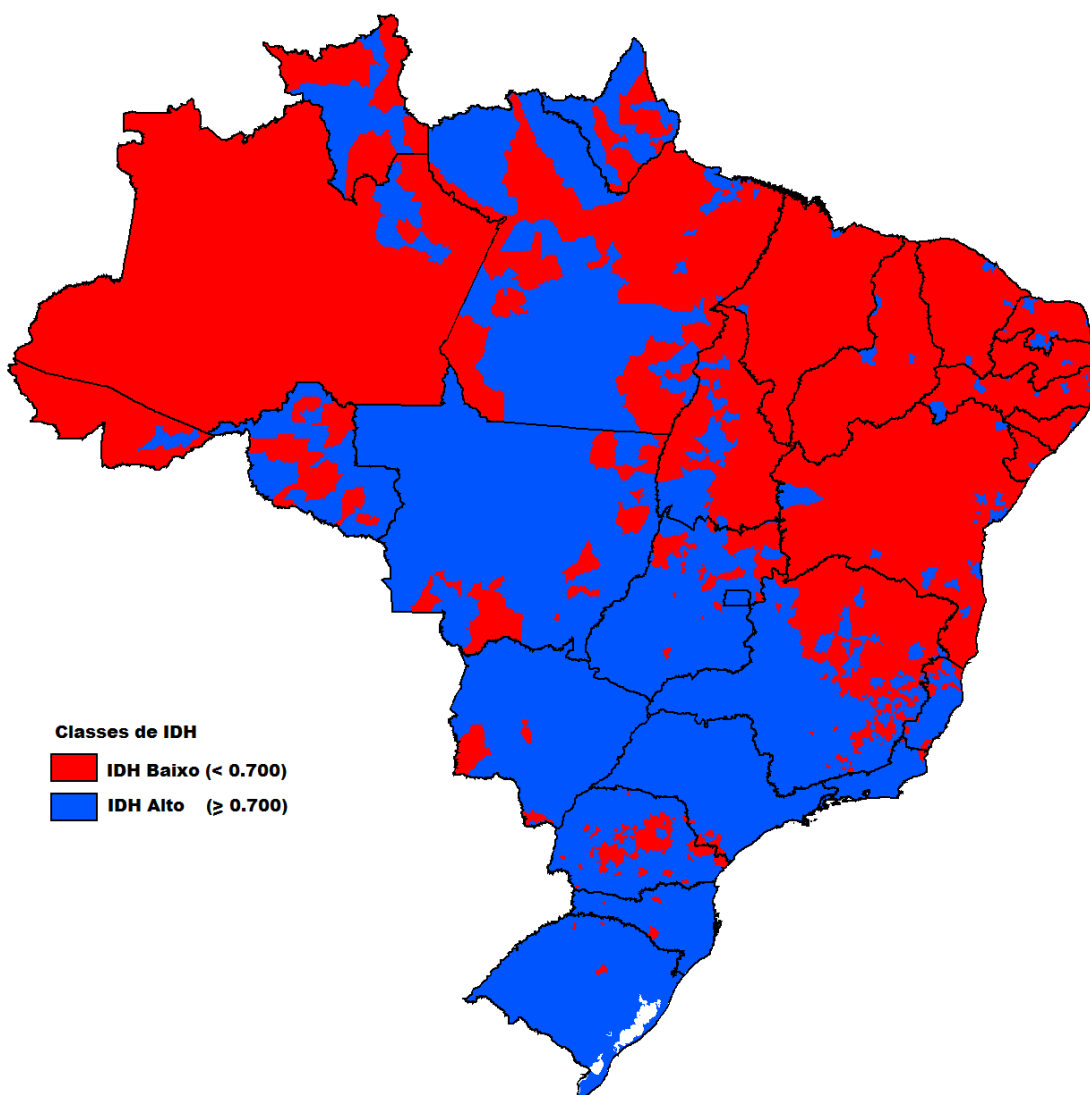 Classes de IDH
IDH Baixo (< 0.700)
IDH Alto (≥ 0.700)